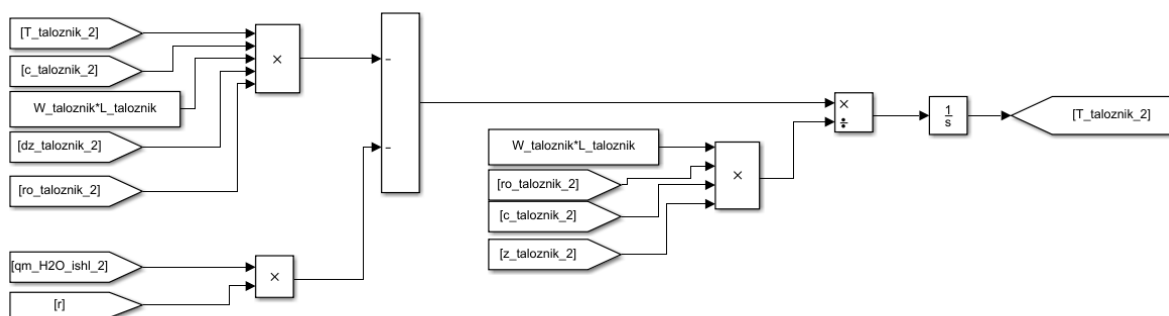 [T_taloznik_2]
[c_taloznik_2]
W_taloznik*L_taloznik
[dz_taloznik_2]
[ro_taloznik_2]
×
[qm_H2O_ishl_2]
[r]
×
-
-
W_taloznik*L_taloznik
[ro_taloznik_2]
[c_taloznik_2]
[z_taloznik_2]
×
×
÷
1
s
[T_taloznik_2]